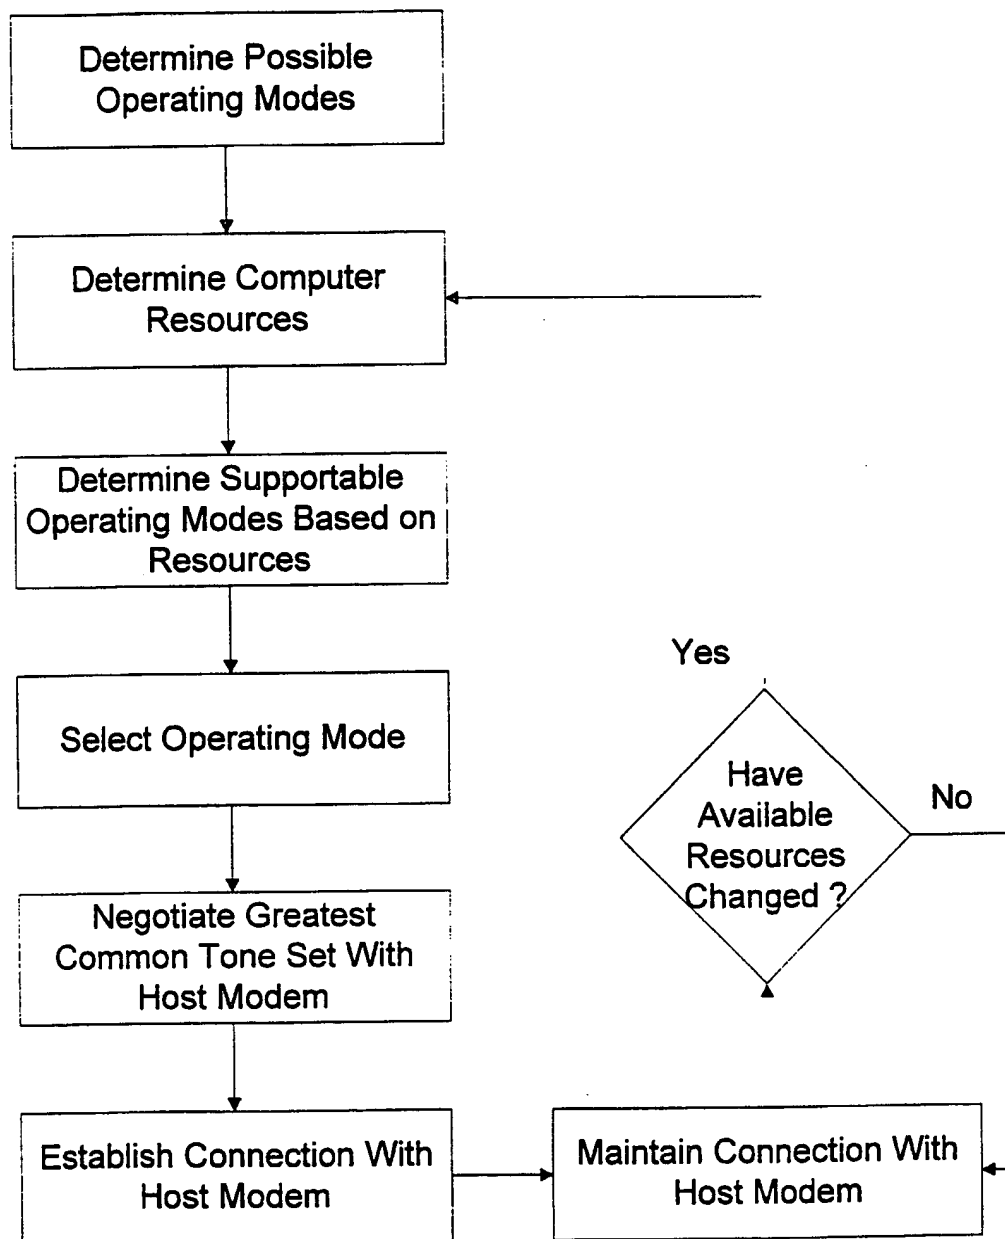 Determine Possible
Operating Modes
Determine Computer
Resources
Determine Supportable
Operating Modes Based on
Resources
Select Operating Mode
Negotiate Greatest
Common Tone Set With
Host Modem
Establish Connection With
Host Modem
Maintain Connection With
Host Modem
Have
Available
Resources
Changed ?
Yes
No